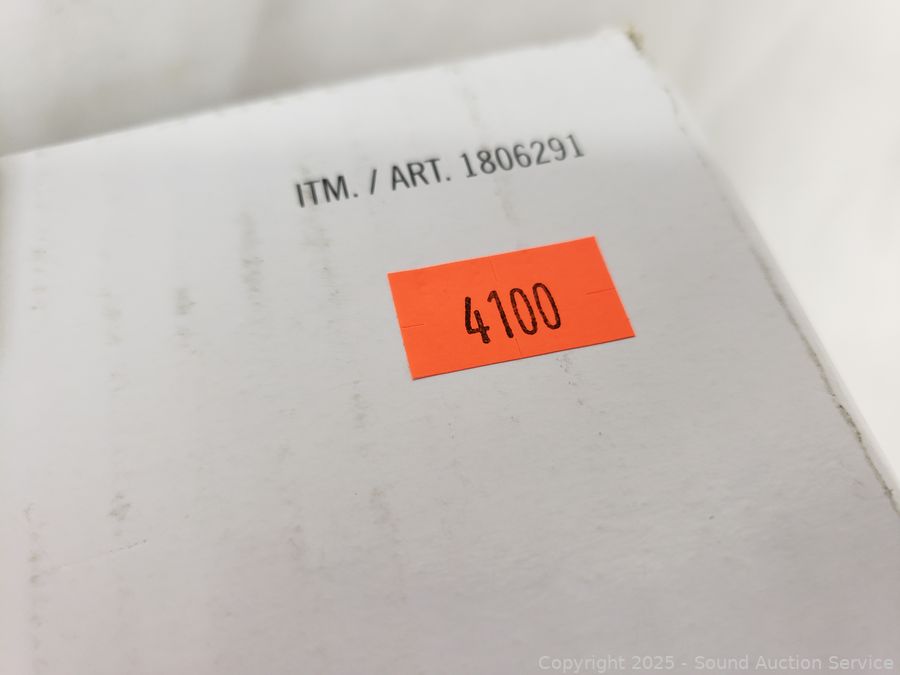 ITM. / ART. 1806291
4100
Copyright 2025 - Sound Auction Service